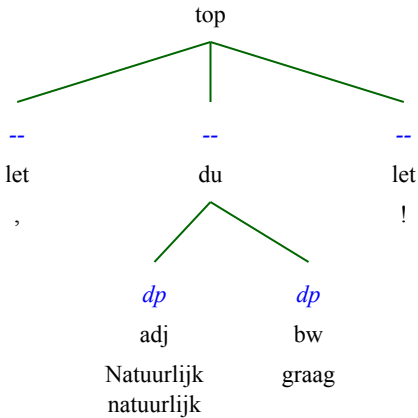 top
-- -- --
let du let
, !
dp dp
adj bw
Natuurlijk graag
natuurlijk